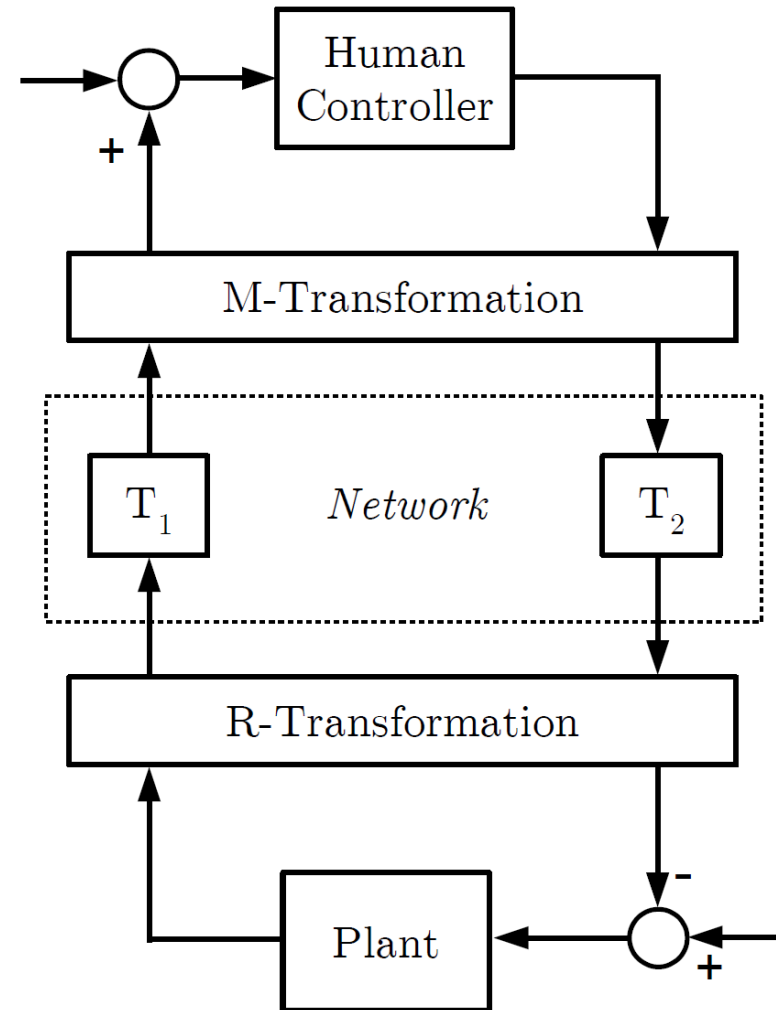 Human
Controller
+
M-Transformation
T₁
Network
T₂
R-Transformation
-
Plant
+